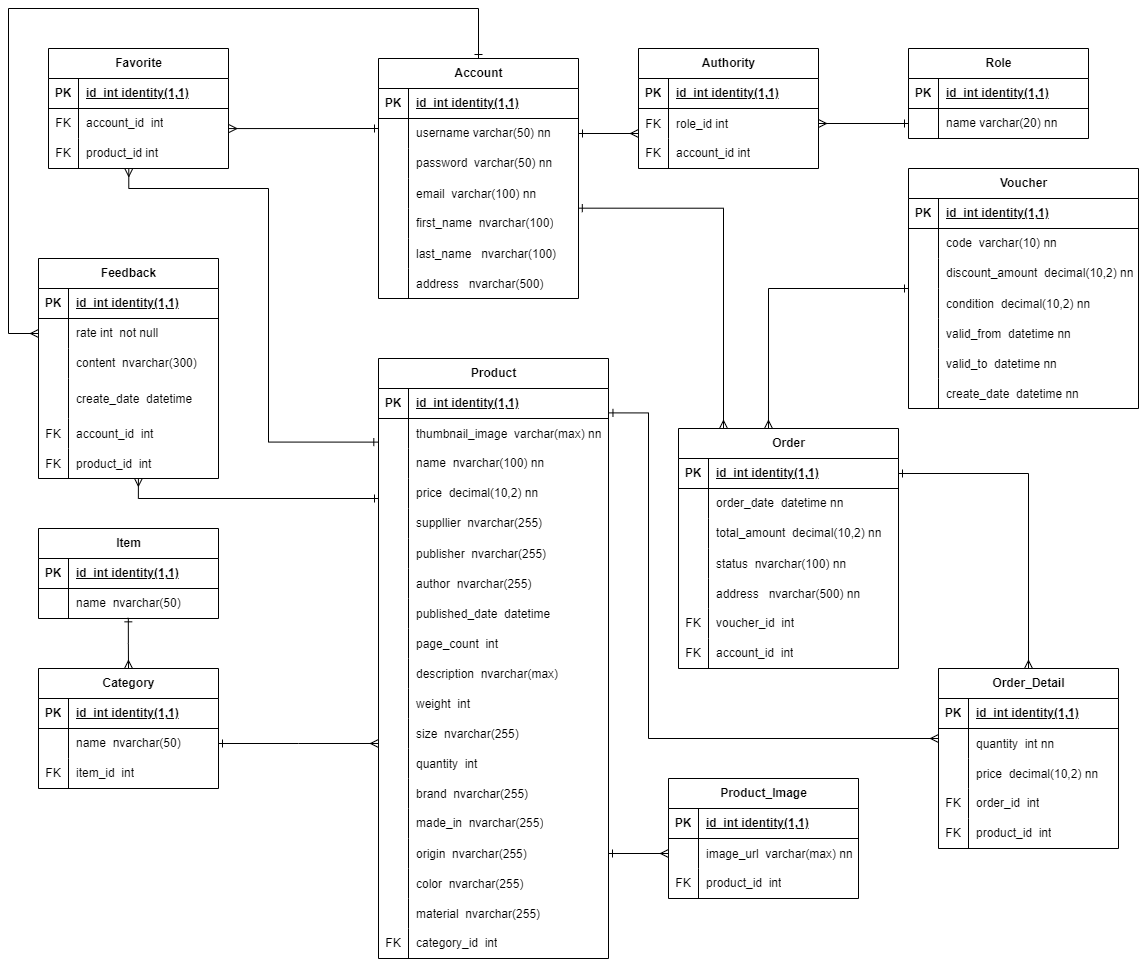 Favorite
PK id int identity(1,1)
FK account_id int
FK product_id int
Account
PK id int identity(1,1)
username varchar(50) nn
password varchar(50) nn
email varchar(100) nn
first_name nvarchar(100)
last_name nvarchar(100)
address nvarchar(500)
Authority
PK id int identity(1,1)
FK role_id int
FK account_id int
Role
PK id int identity(1,1)
name varchar(20) nn
Voucher
PK id int identity(1,1)
code varchar(10) nn
discount_amount decimal(10,2) nn
condition decimal(10,2) nn
valid_from datetime nn
valid_to datetime nn
create_date datetime nn
Feedback
PK id int identity(1,1)
rate int not null
content nvarchar(300)
create_date datetime
FK account_id int
FK product_id int
Product
PK id int identity(1,1)
thumbnail_image varchar(max) nn
name nvarchar(100) nn
price decimal(10,2) nn
suppllier nvarchar(255)
publisher nvarchar(255)
author nvarchar(255)
published_date datetime
page_count int
description nvarchar(max)
weight int
size nvarchar(255)
quantity int
brand nvarchar(255)
made_in nvarchar(255)
origin nvarchar(255)
color nvarchar(255)
material nvarchar(255)
FK category_id int
Order
PK id int identity(1,1)
order_date datetime nn
total_amount decimal(10,2) nn
status nvarchar(100) nn
address nvarchar(500) nn
FK voucher_id int
FK account_id int
Item
PK id int identity(1,1)
name nvarchar(50)
Category
PK id int identity(1,1)
name nvarchar(50)
FK item_id int
Order_Detail
PK id int identity(1,1)
quantity int nn
price decimal(10,2) nn
FK order_id int
FK product_id int
Product_Image
PK id int identity(1,1)
image_url varchar(max) nn
FK product_id int